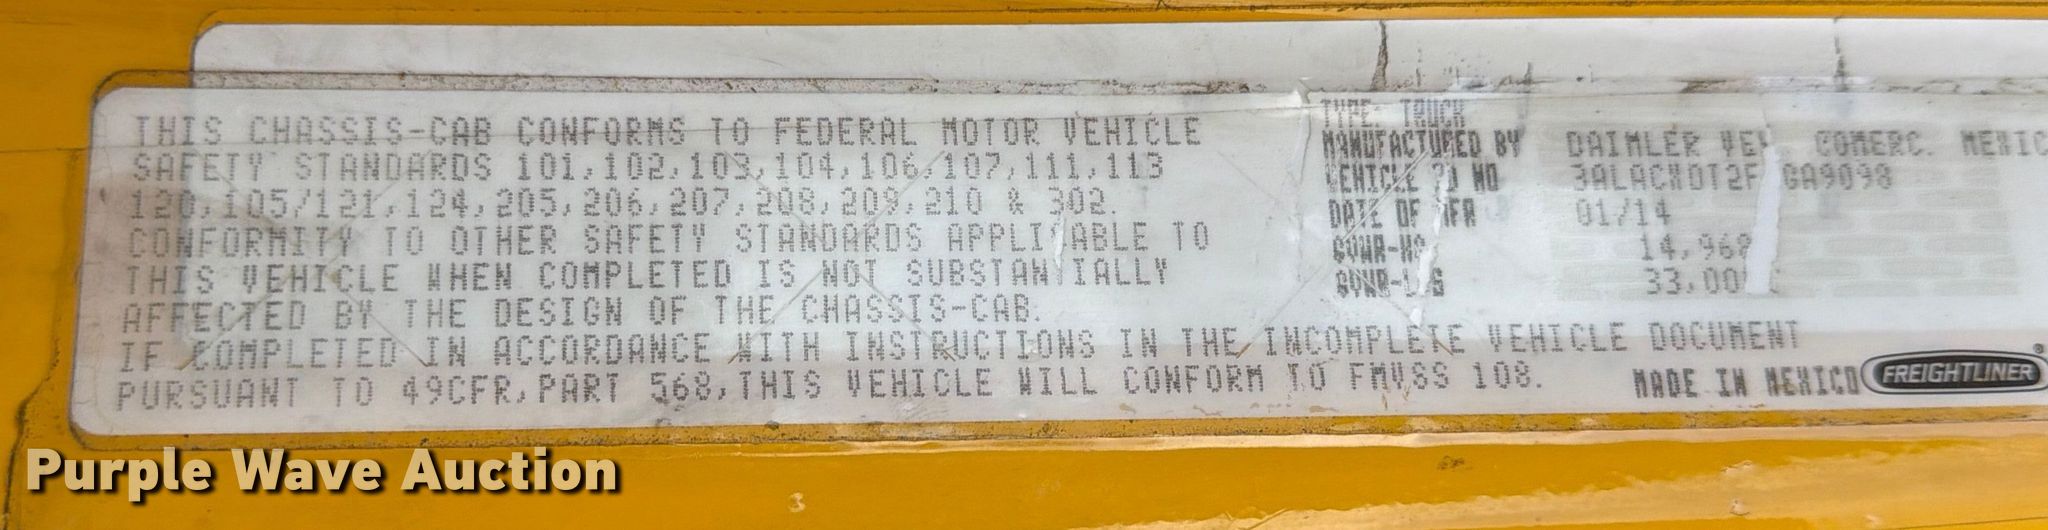 THIS CHASSIS-CAB CONFORMS TO FEDERAL MOTOR VEHICLE
SAFETY STANDARDS 101,102,103,104,106,107,111,113
120,105/121,124,205,206,207,208,209,210 & 302.
CONFORMITY TO OTHER SAFETY STANDARDS APPLICABLE TO
THIS VEHICLE WHEN COMPLETED IS NOT SUBSTANTIALLY
AFFECTED BY THE DESIGN OF THE CHASSIS-CAB.
IF COMPLETED IN ACCORDANCE WITH INSTRUCTIONS IN THE INCOMPLETE VEHICLE DOCUMENT
PURSUANT TO 49CFR,PART 568,THIS VEHICLE WILL CONFORM TO FMVSS 108.
TYPE: TRUCK
MANUFACTURED BY DAIMLER COMERC. MEXIC
VEHICLE ID NO
DATE OF MFR 01/14
14,968
MADE IN MEXICO FREIGHTLINER
Purple Wave Auction